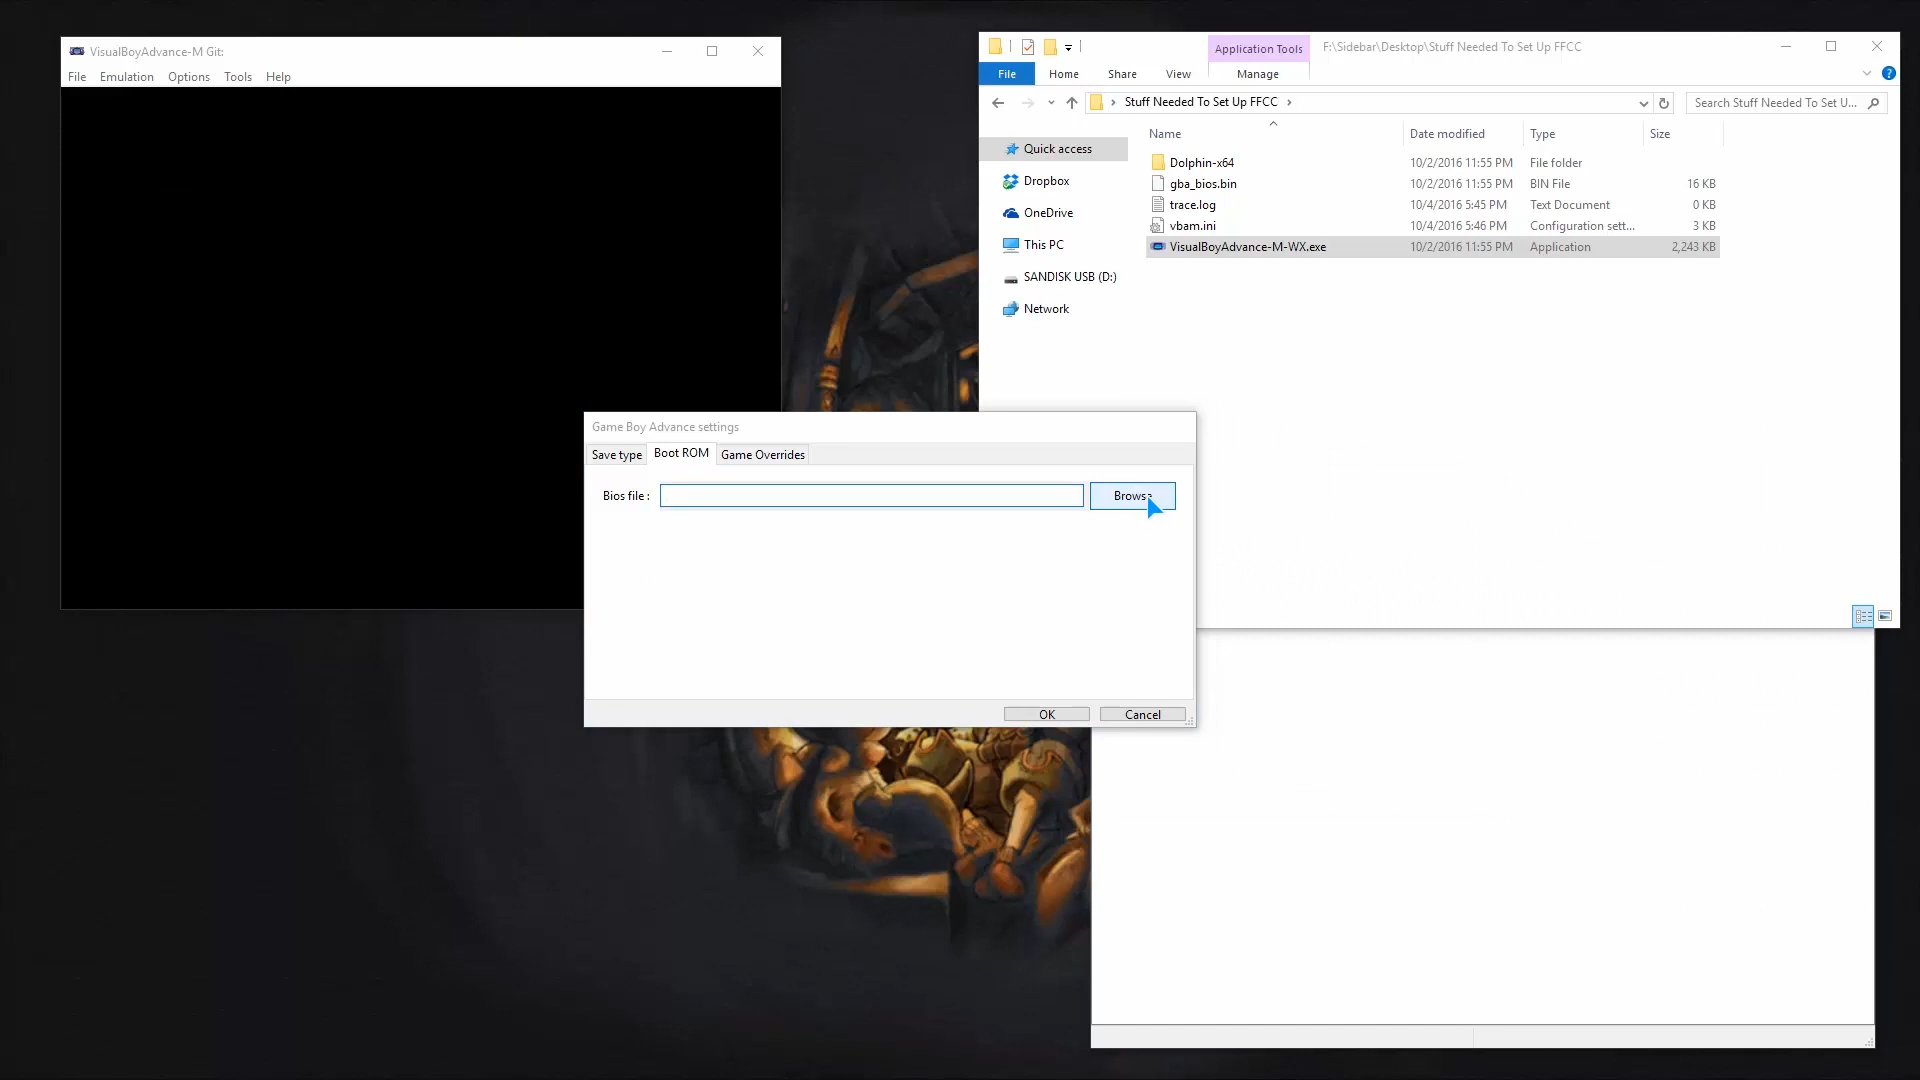 VisualBoyAdvance-M Git:
File Emulation Options Tools Help
Application Tools F:\Sidebar\Desktop\Stuff Needed To Set Up FFCC
File Home Share View Manage
Stuff Needed To Set Up FFCC Search Stuff Needed To Set U...
Name Date modified Type Size
Quick access
Dropbox
OneDrive
This PC
SANDISK USB (D:)
Network
Dolphin-x64 10/2/2016 11:55 PM File folder
gba_bios.bin 10/2/2016 11:55 PM BIN File 16 KB
trace.log 10/4/2016 5:45 PM Text Document 0 KB
vbam.ini 10/4/2016 5:46 PM Configuration sett... 3 KB
VisualBoyAdvance-M-WX.exe 10/2/2016 11:55 PM Application 2,243 KB
Game Boy Advance settings
Save type Boot ROM Game Overrides
Bios file : Browse
OK Cancel